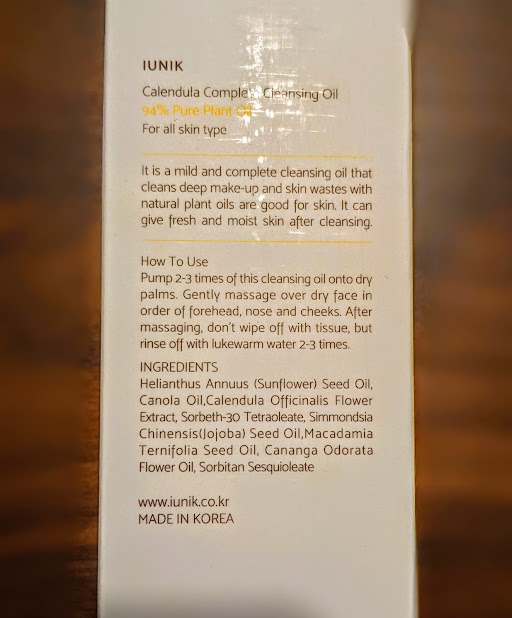 IUNIK
Calendula Comple Cleansing Oil
94% Pure Plant Oil
For all skin type
It is a mild and complete cleansing oil that
cleans deep make-up and skin wastes with
natural plant oils are good for skin. It can
give fresh and moist skin after cleansing.
How To Use
Pump 2-3 times of this cleansing oil onto dry
palms. Gently massage over dry face in
order of forehead, nose and cheeks. After
massaging, don't wipe off with tissue, but
rinse off with lukewarm water 2-3 times.
INGREDIENTS
Helianthus Annuus (Sunflower) Seed Oil,
Canola Oil,Calendula Officinalis Flower
Extract, Sorbeth-30 Tetraoleate, Simmondsia
Chinensis(Jojoba) Seed Oil,Macadamia
Ternifolia Seed Oil, Cananga Odorata
Flower Oil, Sorbitan Sesquioleate
www.iunik.co.kr
MADE IN KOREA